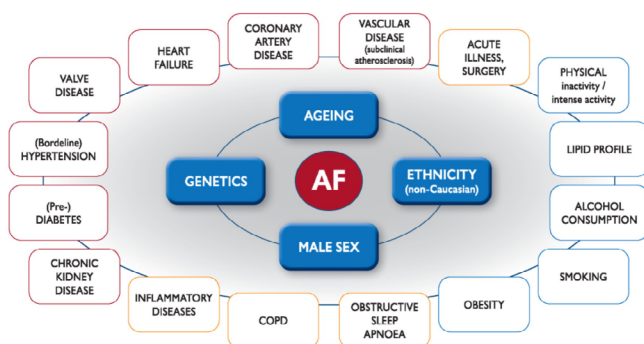 CORONARY
ARTERY
DISEASE
VASCULAR
DISEASE
(subclinical
atherosclerosis)
HEART
FAILURE
ACUTE
ILLNESS,
SURGERY
VALVE
DISEASE
PHYSICAL
inactivity /
intense activity
AGEING
(Bordeline)
HYPERTENSION
LIPID PROFILE
GENETICS
AF
ETHNICITY
(non-Caucasian)
(Pre-)
DIABETES
ALCOHOL
CONSUMPTION
MALE SEX
CHRONIC
KIDNEY
DISEASE
SMOKING
INFLAMMATORY
DISEASES
COPD
OBSTRUCTIVE
SLEEP
APNOEA
OBESITY